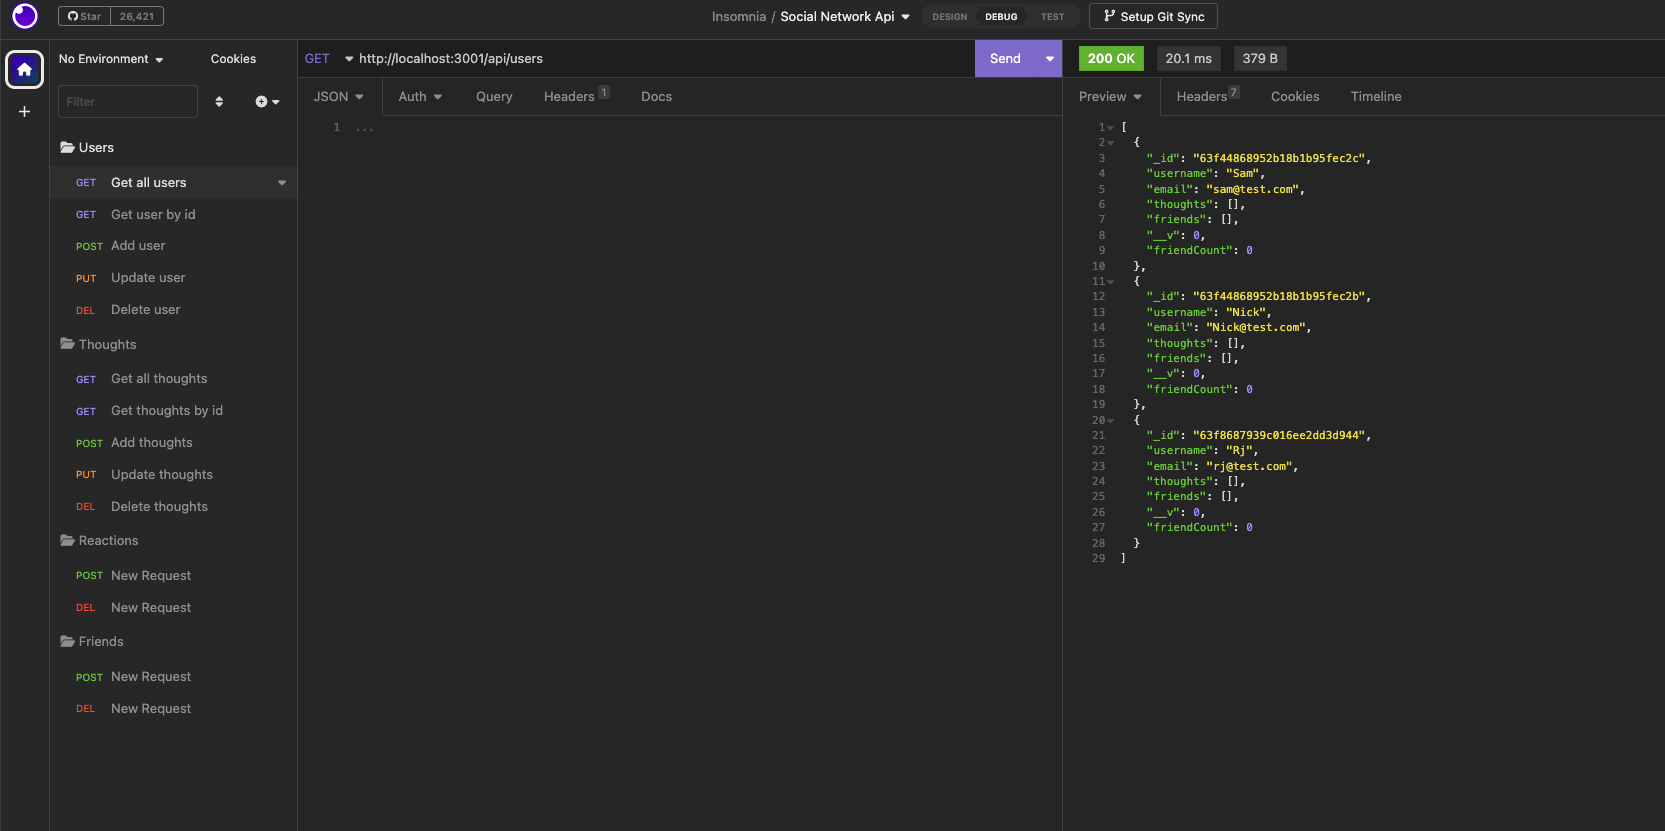 Star 26,421
Insomnia / Social Network Api
DESIGN DEBUG TEST
Setup Git Sync
No Environment
Cookies
Filter
Users
GET Get all users
GET Get user by id
POST Add user
PUT Update user
DEL Delete user
Thoughts
GET Get all thoughts
GET Get thoughts by id
POST Add thoughts
PUT Update thoughts
DEL Delete thoughts
Reactions
POST New Request
DEL New Request
Friends
POST New Request
DEL New Request
GET http://localhost:3001/api/users
Send
JSON Auth Query Headers 1 Docs
1 ...
200 OK 20.1 ms 379 B
Preview Headers 7 Cookies Timeline
1 [
2 {
3 "_id": "63f44868952b18b1b95fec2c",
4 "username": "Sam",
5 "email": "sam@test.com",
6 "thoughts": [],
7 "friends": [],
8 "__v": 0,
9 "friendCount": 0
10 },
11 {
12 "_id": "63f44868952b18b1b95fec2b",
13 "username": "Nick",
14 "email": "Nick@test.com",
15 "thoughts": [],
16 "friends": [],
17 "__v": 0,
18 "friendCount": 0
19 },
20 {
21 "_id": "63f8687939c016ee2dd3d944",
22 "username": "Rj",
23 "email": "rj@test.com",
24 "thoughts": [],
25 "friends": [],
26 "__v": 0,
27 "friendCount": 0
28 }
29 ]